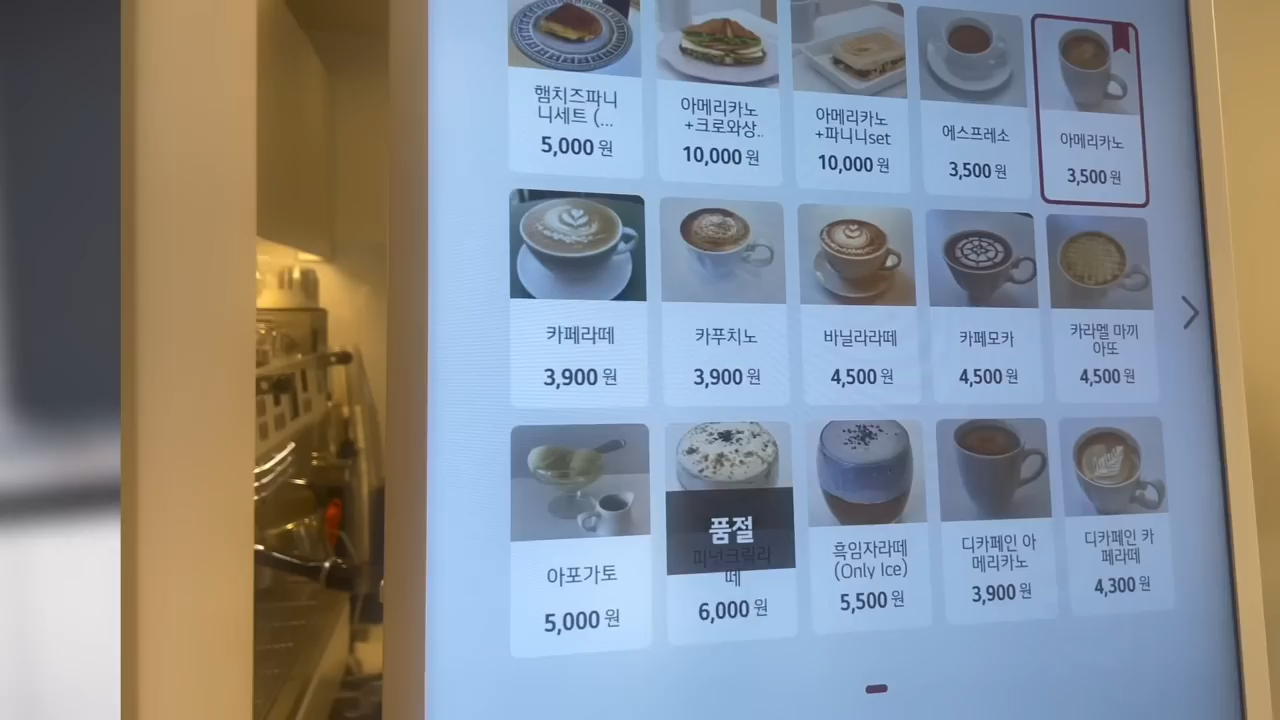 햄치즈파니
니세트 (...
5,000 원
아메리카노
+크로와상..
10,000 원
아메리카노
+파니니set
10,000 원
에스프레소
3,500 원
아메리카노
3,500 원
카페라떼
3,900 원
카푸치노
3,900 원
바닐라라떼
4,500 원
카페모카
4,500 원
카라멜 마끼
아또
4,500 원
아포가토
5,000 원
품절
피넛크림라
떼
6,000 원
흑임자라떼
(Only Ice)
5,500 원
디카페인 아
메리카노
3,900 원
디카페인 카
페라떼
4,300 원